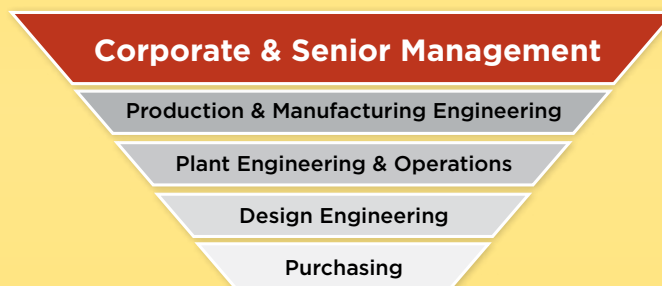 Corporate & Senior Management
Production & Manufacturing Engineering
Plant Engineering & Operations
Design Engineering
Purchasing